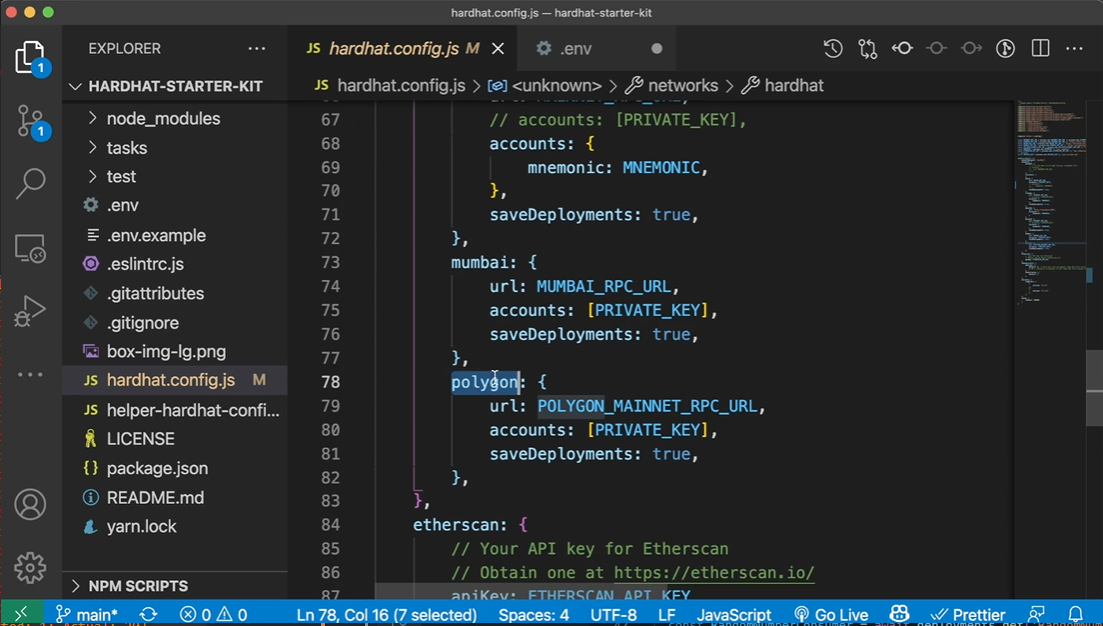 hardhat.config.js — hardhat-starter-kit
EXPLORER
JS hardhat.config.js M
.env
HARDHAT-STARTER-KIT
JS hardhat.config.js > <unknown> > networks > hardhat
node_modules
tasks
test
.env
.env.example
.eslintrc.js
.gitattributes
.gitignore
box-img-lg.png
JS hardhat.config.js M
JS helper-hardhat-confi...
LICENSE
{} package.json
README.md
yarn.lock
NPM SCRIPTS
1
1
67 // accounts: [PRIVATE_KEY],
68 accounts: {
69 mnemonic: MNEMONIC,
70 },
71 saveDeployments: true,
72 },
73 mumbai: {
74 url: MUMBAI_RPC_URL,
75 accounts: [PRIVATE_KEY],
76 saveDeployments: true,
77 },
78 polygon: {
79 url: POLYGON_MAINNET_RPC_URL,
80 accounts: [PRIVATE_KEY],
81 saveDeployments: true,
82 },
83 },
84 etherscan: {
85 // Your API key for Etherscan
86 // Obtain one at https://etherscan.io/
87 apiKey: ETHERSCAN_API_KEY
main* 0 0 Ln 78, Col 16 (7 selected) Spaces: 4 UTF-8 LF JavaScript Go Live Prettier